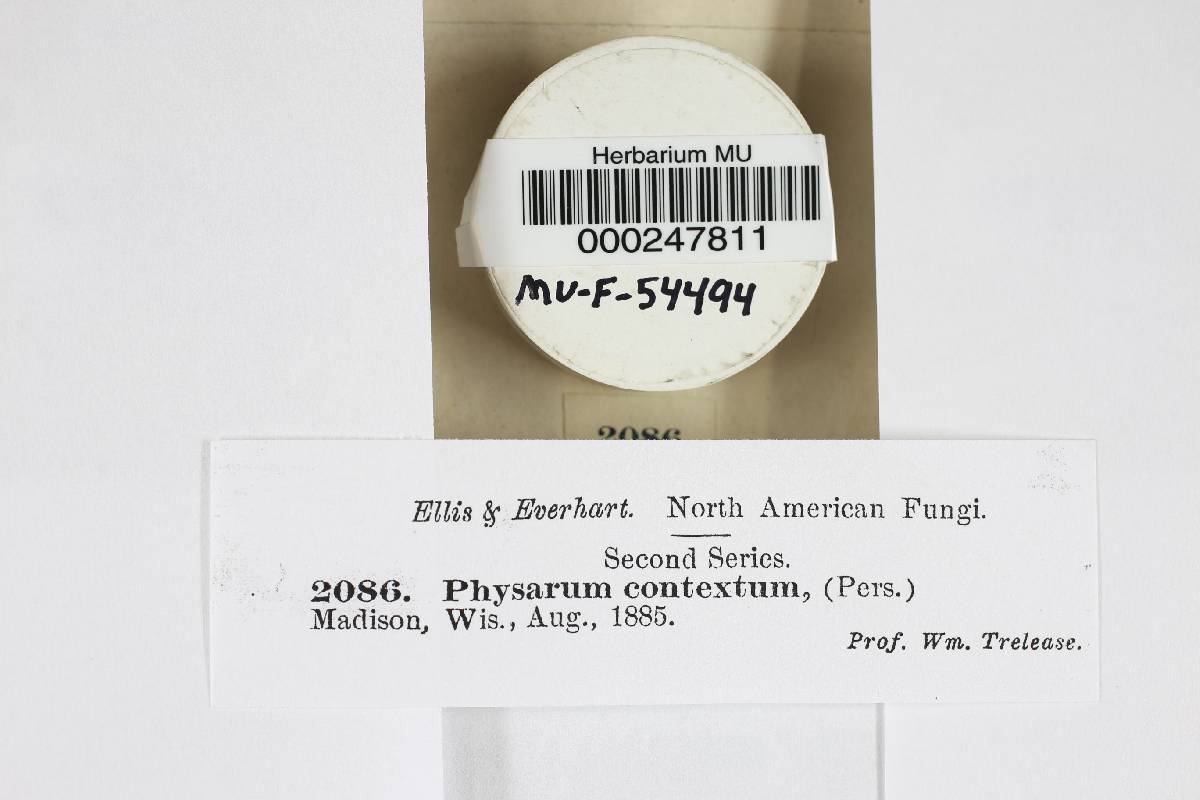 Herbarium MU
000247811
MU-F-54494
2086
Ellis & Everhart. North American Fungi.
Second Series.
2086. Physarum contextum, (Pers.)
Madison, Wis., Aug., 1885.
Prof. Wm. Trelease.